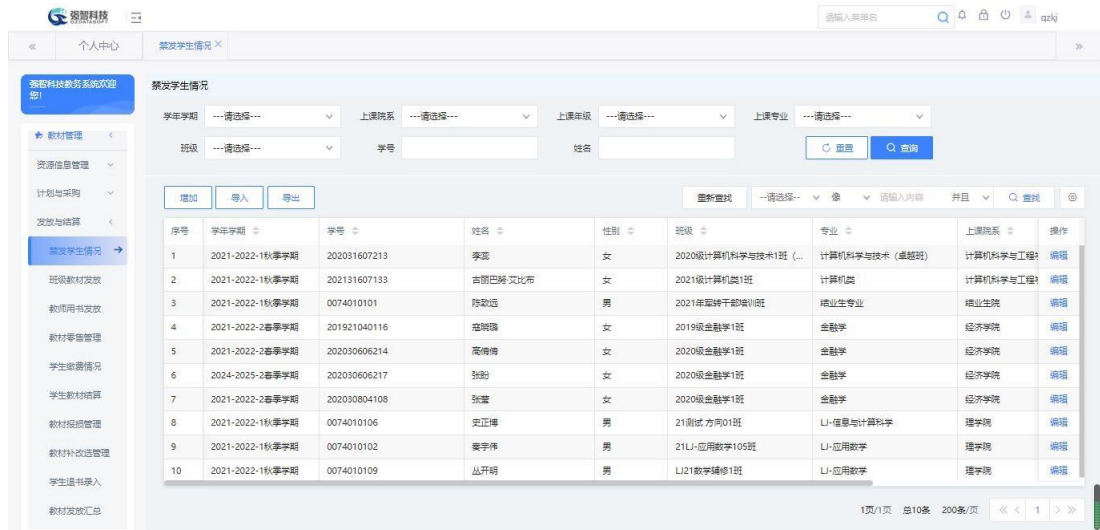 强智科技
QZDATASOFT
请输入菜单名
qzkj
个人中心
禁发学生情况
强智科技教务系统欢迎
您!
禁发学生情况
学年学期 ---请选择--- 上课院系 ---请选择--- 上课年级 ---请选择--- 上课专业 ---请选择---
班级 ---请选择--- 学号 姓名 重置 查询
教材管理
资源信息管理
计划与采购
发放与结算
禁发学生情况
班级教材发放
教师用书发放
教材零售管理
学生缴费情况
学生教材结算
教材报损管理
教材补改选管理
学生退书录入
教材发放汇总
增加 导入 导出 重新查找 --请选择-- 像 请输入内容 并且 查找
序号 学年学期 学号 姓名 性别 班级 专业 上课院系 操作
1 2021-2022-1秋季学期 202031607213 李蕊 女 2020级计算机科学与技术1班 (... 计算机科学与技术 (卓越班) 计算机科学与工程 编辑
2 2021-2022-1秋季学期 202131607133 古丽巴努·艾比布 女 2021级计算机类1班 计算机类 计算机科学与工程 编辑
3 2021-2022-1秋季学期 0074010101 陈敢远 男 2021年军转干部培训班 结业生专业 结业生院 编辑
4 2021-2022-2春季学期 201921040116 寇晓璐 女 2019级金融学1班 金融学 经济学院 编辑
5 2021-2022-2春季学期 202030606214 高倩倩 女 2020级金融学1班 金融学 经济学院 编辑
6 2024-2025-2春季学期 202030606217 张盼 女 2020级金融学1班 金融学 经济学院 编辑
7 2021-2022-2春季学期 202030804108 张莹 女 2020级金融学1班 金融学 经济学院 编辑
8 2021-2022-1秋季学期 0074010106 史正博 男 21测试 方向01班 LJ-信息与计算科学 理学院 编辑
9 2021-2022-1秋季学期 0074010102 秦宇伟 男 21LJ-应用数学105班 LJ-应用数学 理学院 编辑
10 2021-2022-1秋季学期 0074010109 丛开明 男 LJ21数学辅修1班 LJ-应用数学 理学院 编辑
1页/1页 总10条 200条/页 1